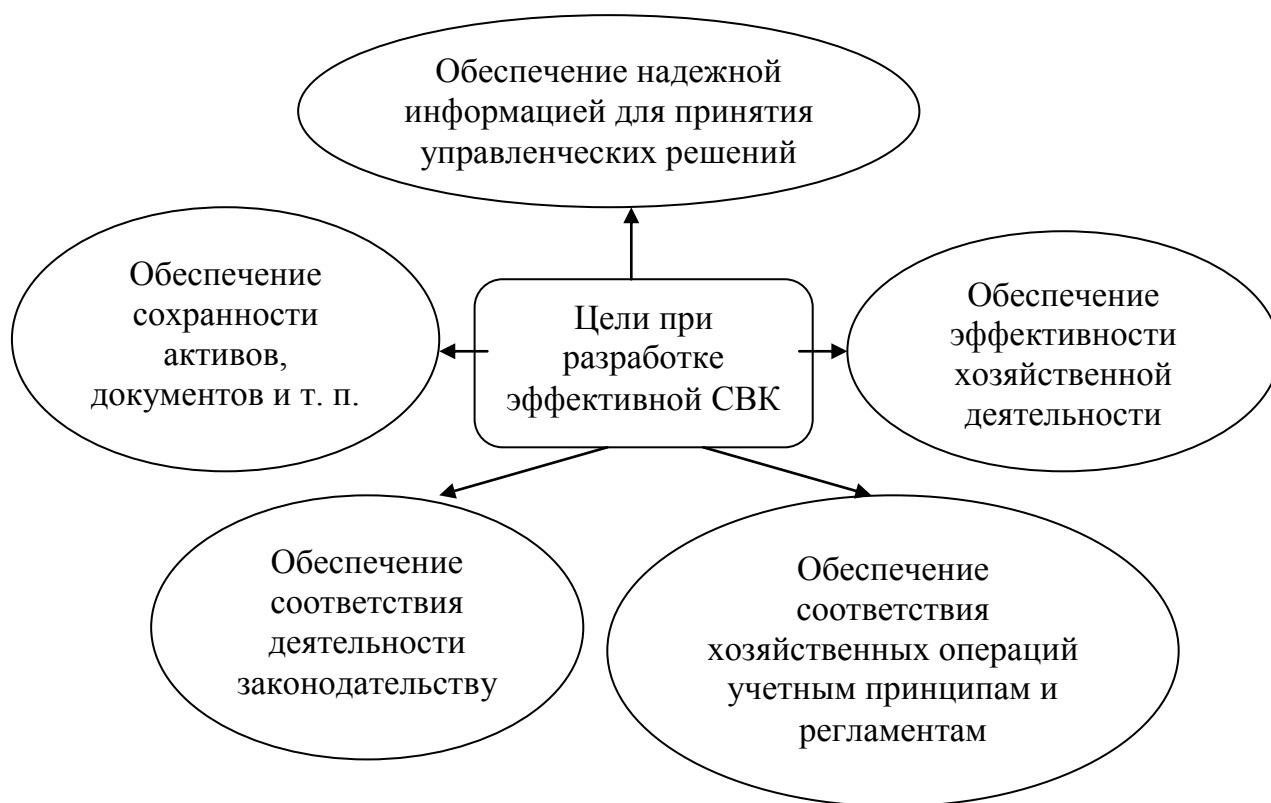 Обеспечение надежной
информацией для принятия
управленческих решений
Обеспечение
сохранности
активов,
документов и т. п.
Цели при
разработке
эффективной СВК
Обеспечение
эффективности
хозяйственной
деятельности
Обеспечение
соответствия
деятельности
законодательству
Обеспечение
соответствия
хозяйственных операций
учетным принципам и
регламентам